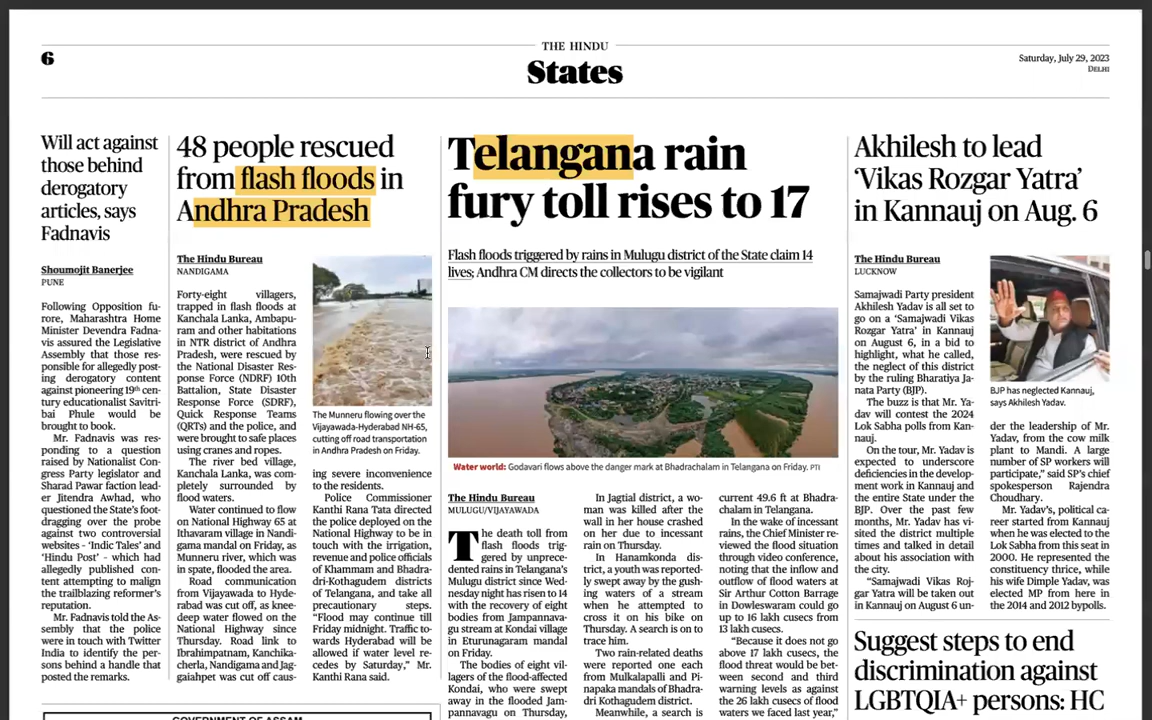 6
THE HINDU
States
Saturday, July 29, 2023
DELHI
Will act against
those behind
derogatory
articles, says
Fadnavis
Shoumojit Banerjee
PUNE
Following Opposition fu-
rore, Maharashtra Home
Minister Devendra Fadna-
vis assured the Legislative
Assembly that those res-
ponsible for allegedly post-
ing derogatory content
against pioneering 19th cen-
tury educationalist Savitri-
bai Phule would be
brought to book.
Mr. Fadnavis was res-
ponding to a question
raised by Nationalist Con-
gress Party legislator and
Sharad Pawar faction lead-
er Jitendra Awhad, who
questioned the State's foot-
dragging over the probe
against two controversial
websites - 'Indic Tales' and
'Hindu Post' - which had
allegedly published con-
tent attempting to malign
the trailblazing reformer's
reputation.
Mr. Fadnavis told the As-
sembly that the police
were in touch with Twitter
India to identify the per-
sons behind a handle that
posted the remarks.
48 people rescued
from flash floods in
Andhra Pradesh
The Hindu Bureau
NANDIGAMA
Forty-eight villagers,
trapped in flash floods at
Kanchala Lanka, Ambapu-
ram and other habitations
in NTR district of Andhra
Pradesh, were rescued by
the National Disaster Res-
ponse Force (NDRF) 10th
Battalion, State Disaster
Response Force (SDRF),
Quick Response Teams
(QRTs) and the police, and
were brought to safe places
using cranes and ropes.
The river bed village,
Kanchala Lanka, was com-
pletely surrounded by
flood waters.
Water continued to flow
on National Highway 65 at
Ithavaram village in Nandi-
gama mandal on Friday, as
Munneru river, which was
in spate, flooded the area.
Road communication
from Vijayawada to Hyde-
rabad was cut off, as knee-
deep water flowed on the
National Highway since
Thursday. Road link to
Ibrahimpatnam, Kanchika-
cherla, Nandigama and Jag-
gaiahpet was cut off caus-
The Munneru flowing over the
Vijayawada-Hyderabad NH-65,
cutting off road transportation
in Andhra Pradesh on Friday.
ing severe inconvenience
to the residents.
Police Commissioner
Kanthi Rana Tata directed
the police deployed on the
National Highway to be in
touch with the irrigation,
revenue and police officials
of Khammam and Bhadra-
dri-Kothagudem districts
of Telangana, and take all
precautionary steps.
"Flood may continue till
Friday midnight. Traffic to-
wards Hyderabad will be
allowed if water level re-
cedes by Saturday," Mr.
Kanthi Rana said.
GOVERNMENT OF ASSAM
Telangana rain
fury toll rises to 17
Flash floods triggered by rains in Mulugu district of the State claim 14
lives; Andhra CM directs the collectors to be vigilant
Water world: Godavari flows above the danger mark at Bhadrachalam in Telangana on Friday. PTI
The Hindu Bureau
MULUGU/VIJAYAWADA
The death toll from
flash floods trig-
gered by unprece-
dented rains in Telangana's
Mulugu district since Wed-
nesday night has risen to 14
with the recovery of eight
bodies from Jampannava-
gu stream at Kondai village
in Eturunagaram mandal
on Friday.
The bodies of eight vil-
lagers of the flood-affected
Kondai, who were swept
away in the flooded Jam-
pannavagu on Thursday,
In Jagtial district, a wo-
man was killed after the
wall in her house crashed
on her due to incessant
rain on Thursday.
In Hanamkonda dis-
trict, a youth was reported-
ly swept away by the gush-
ing waters of a stream
when he attempted to
cross it on his bike on
Thursday. A search is on to
trace him.
Two rain-related deaths
were reported one each
from Mulkalapalli and Pi-
napaka mandals of Bhadra-
dri Kothagudem district.
Meanwhile, a search is
current 49.6 ft at Bhadra-
chalam in Telangana.
In the wake of incessant
rains, the Chief Minister re-
viewed the flood situation
through video conference,
noting that the inflow and
outflow of flood waters at
Sir Arthur Cotton Barrage
in Dowleswaram could go
up to 16 lakh cusecs from
13 lakh cusecs.
"Because it does not go
above 17 lakh cusecs, the
flood threat would be bet-
ween second and third
warning levels as against
the 26 lakh cusecs of flood
waters we faced last year,"
Akhilesh to lead
'Vikas Rozgar Yatra'
in Kannauj on Aug. 6
The Hindu Bureau
LUCKNOW
Samajwadi Party president
Akhilesh Yadav is all set to
go on a 'Samajwadi Vikas
Rozgar Yatra' in Kannauj
on August 6, in a bid to
highlight, what he called,
the neglect of this district
by the ruling Bharatiya Ja-
nata Party (BJP).
The buzz is that Mr. Ya-
dav will contest the 2024
Lok Sabha polls from Kan-
nauj.
On the tour, Mr. Yadav is
expected to underscore
deficiencies in the develop-
ment work in Kannauj and
the entire State under the
BJP. Over the past few
months, Mr. Yadav has vi-
sited the district multiple
times and talked in detail
about his association with
the city.
"Samajwadi Vikas Roj-
gar Yatra will be taken out
in Kannauj on August 6 un-
BJP has neglected Kannauj,
says Akhilesh Yadav.
der the leadership of Mr.
Yadav, from the cow milk
plant to Mandi. A large
number of SP workers will
participate," said SP's chief
spokesperson Rajendra
Choudhary.
Mr. Yadav's, political ca-
reer started from Kannauj
when he was elected to the
Lok Sabha from this seat in
2000. He represented the
constituency thrice, while
his wife Dimple Yadav, was
elected MP from here in
the 2014 and 2012 bypolls.
Suggest steps to end
discrimination against
LGBTQIA+ persons: HC